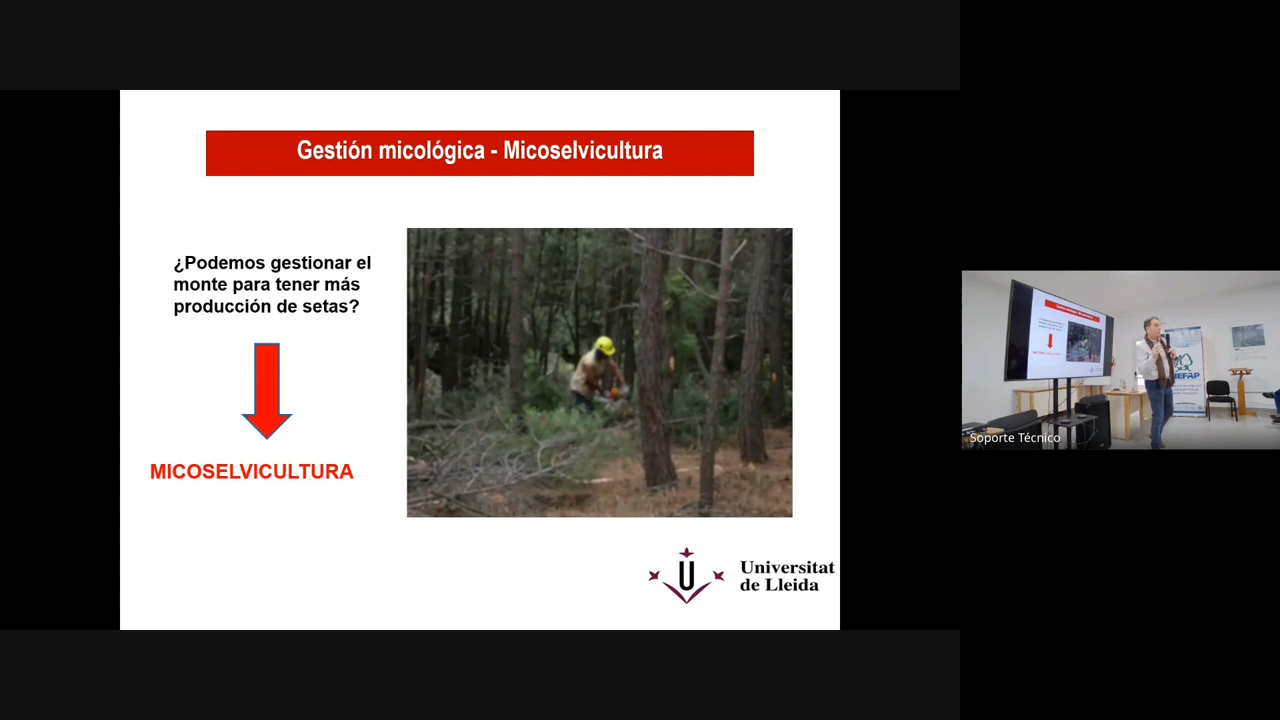 Gestión micológica - Micoselvicultura
¿Podemos gestionar el
monte para tener más
producción de setas?
MICOSELVICULTURA
Universitat
de Lleida
Soporte Técnico